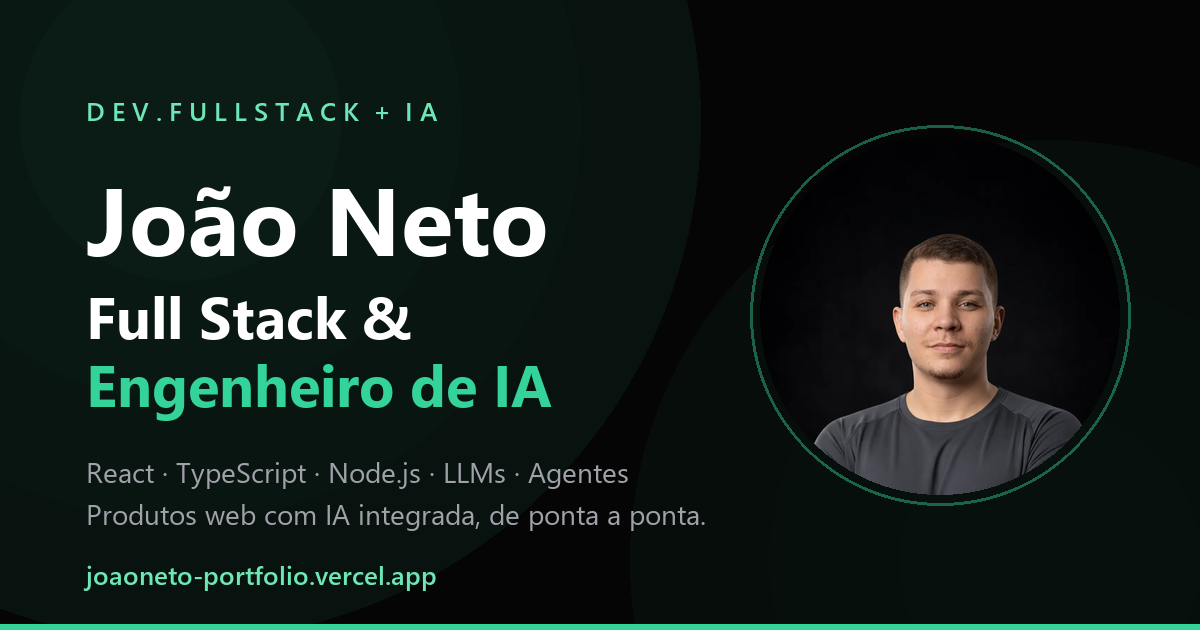 DEV.FULLSTACK + IA
João Neto
Full Stack &
Engenheiro de IA
React · TypeScript · Node.js · LLMs · Agentes
Produtos web com IA integrada, de ponta a ponta.
joaoneto-portfolio.vercel.app